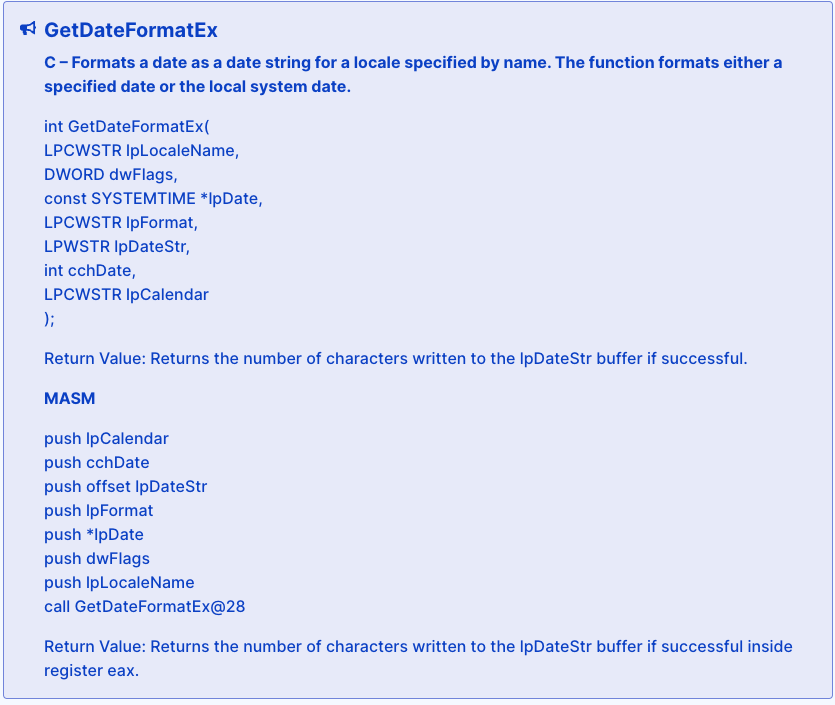 GetDateFormatEx
C – Formats a date as a date string for a locale specified by name. The function formats either a
specified date or the local system date.
int GetDateFormatEx(
LPCWSTR lpLocaleName,
DWORD dwFlags,
const SYSTEMTIME *lpDate,
LPCWSTR lpFormat,
LPWSTR lpDateStr,
int cchDate,
LPCWSTR lpCalendar
);
Return Value: Returns the number of characters written to the lpDateStr buffer if successful.
MASM
push lpCalendar
push cchDate
push offset lpDateStr
push lpFormat
push *lpDate
push dwFlags
push lpLocaleName
call GetDateFormatEx@28
Return Value: Returns the number of characters written to the lpDateStr buffer if successful inside
register eax.